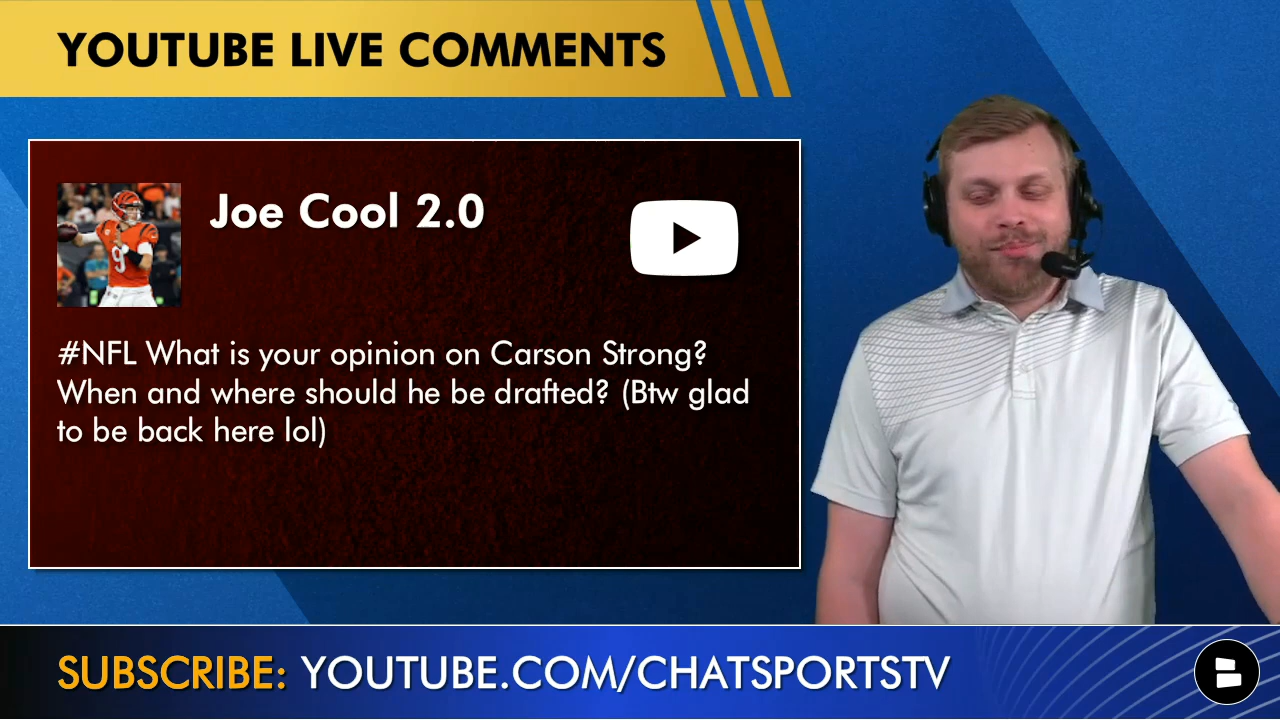 YOUTUBE LIVE COMMENTS
Joe Cool 2.0
9
#NFL What is your opinion on Carson Strong?
When and where should he be drafted? (Btw glad
to be back here lol)
SUBSCRIBE: YOUTUBE.COM/CHATSPORTSTV